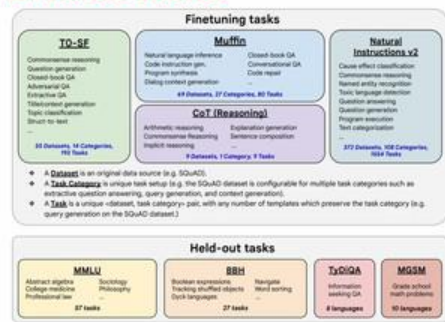 Finetuning tasks
TO-SF
Commonsense reasoning
Question generation
Closed-book QA
Adversarial QA
Extractive QA
Title/context generation
Topic classification
Struct-to-text
...
55 Datasets, 14 Categories,
193 Tasks
Muffin
Natural language inference
Code instruction gen.
Program synthesis
Dialog context generation
Closed-book QA
Conversational QA
Code repair
...
69 Datasets, 27 Categories, 80 Tasks
CoT (Reasoning)
Arithmetic reasoning
Commonsense Reasoning
Implicit reasoning
Explanation generation
Sentence composition
...
9 Datasets, 1 Category, 9 Tasks
Natural
Instructions v2
Cause effect classification
Commonsense reasoning
Named entity recognition
Toxic language detection
Question answering
Question generation
Program execution
Text categorization
...
372 Datasets, 108 Categories,
1554 Tasks
❖ A Dataset is an original data source (e.g. SQuAD).
❖ A Task Category is unique task setup (e.g. the SQuAD dataset is configurable for multiple task categories such as
extractive question answering, query generation, and context generation).
❖ A Task is a unique <dataset, task category> pair, with any number of templates which preserve the task category (e.g.
query generation on the SQuAD dataset.)
Held-out tasks
MMLU
Abstract algebra
College medicine
Professional law
Sociology
Philosophy
...
57 tasks
BBH
Boolean expressions
Tracking shuffled objects
Dyck languages
Navigate
Word sorting
...
27 tasks
TyDiQA
Information
seeking QA
8 languages
MGSM
Grade school
math problems
10 languages